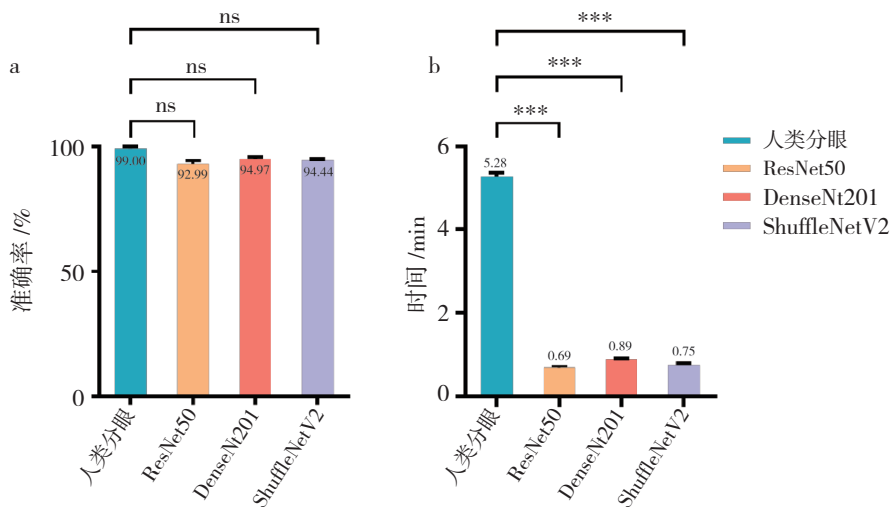 a
ns
ns
ns
准确率 /%
100
50
0
99.00
92.99
94.97
94.44
人类分眼
ResNet50
DenseNt201
ShuffleNetV2
b
***
***
***
时间 /min
6
4
2
0
5.28
0.69
0.89
0.75
人类分眼
ResNet50
DenseNt201
ShuffleNetV2
人类分眼
ResNet50
DenseNt201
ShuffleNetV2